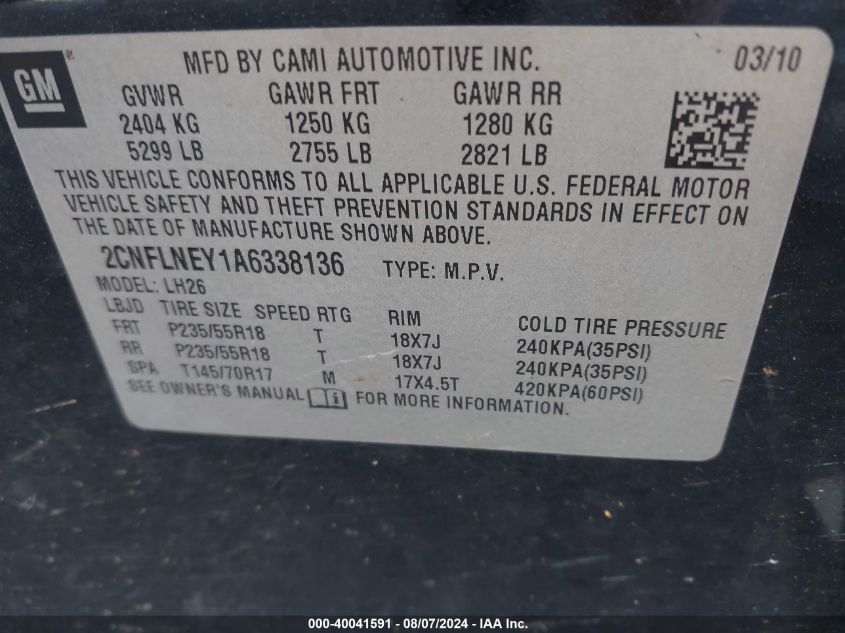 GM ®
MFD BY CAMI AUTOMOTIVE INC. 03/10
GVWR GAWR FRT GAWR RR
2404 KG 1250 KG 1280 KG
5299 LB 2755 LB 2821 LB
THIS VEHICLE CONFORMS TO ALL APPLICABLE U.S. FEDERAL MOTOR
VEHICLE SAFETY AND THEFT PREVENTION STANDARDS IN EFFECT ON
THE DATE OF MANUFACTURE SHOWN ABOVE.
2CNFLNEY1A6338136 TYPE: M.P.V.
MODEL: LH26
LBJD TIRE SIZE SPEED RTG RIM COLD TIRE PRESSURE
FRT P235/55R18 T 18X7J 240KPA(35PSI)
RR P235/55R18 T 18X7J 240KPA(35PSI)
SPA T145/70R17 M 17X4.5T 420KPA(60PSI)
SEE OWNER'S MANUAL i FOR MORE INFORMATION.
000-40041591 - 08/07/2024 - IAA Inc.